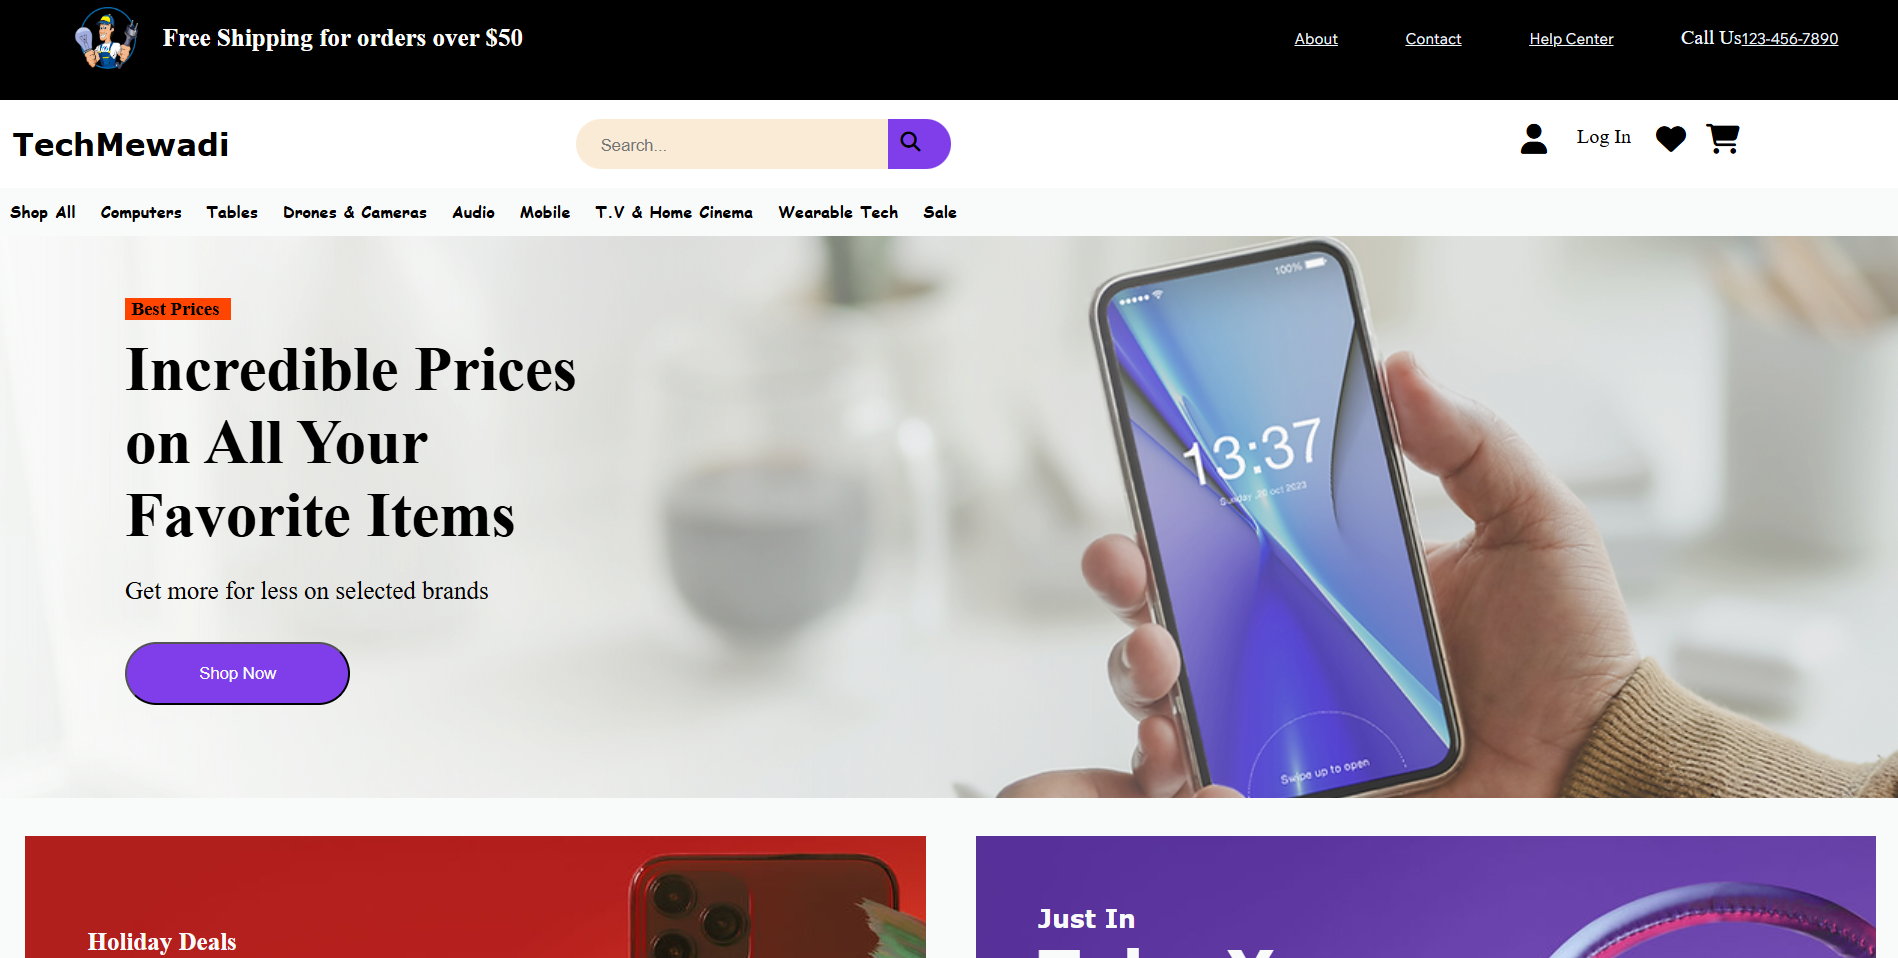 Free Shipping for orders over $50
About Contact Help Center Call Us123-456-7890
TechMewadi
Search...
Log In
Shop All Computers Tables Drones & Cameras Audio Mobile T.V & Home Cinema Wearable Tech Sale
Best Prices
Incredible Prices
on All Your
Favorite Items
Get more for less on selected brands
Shop Now
100%
13:37
Sunday ,20 oct 2023
Swipe up to open
Holiday Deals
Just In